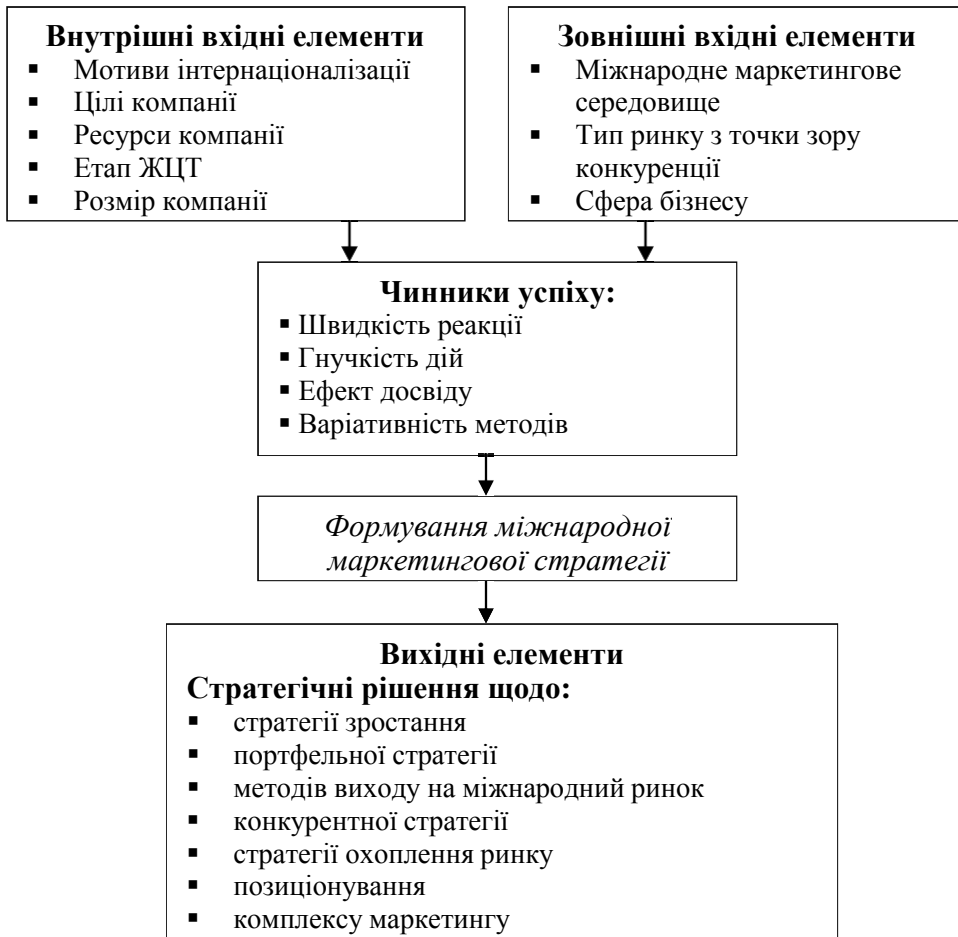 Внутрішні вхідні елементи
▪ Мотиви інтернаціоналізації
▪ Цілі компанії
▪ Ресурси компанії
▪ Етап ЖЦТ
▪ Розмір компанії
Зовнішні вхідні елементи
▪ Міжнародне маркетингове
середовище
▪ Тип ринку з точки зору
конкуренції
▪ Сфера бізнесу
Чинники успіху:
▪ Швидкість реакції
▪ Гнучкість дій
▪ Ефект досвіду
▪ Варіативність методів
Формування міжнародної
маркетингової стратегії
Вихідні елементи
Стратегічні рішення щодо:
▪ стратегії зростання
▪ портфельної стратегії
▪ методів виходу на міжнародний ринок
▪ конкурентної стратегії
▪ стратегії охоплення ринку
▪ позиціонування
▪ комплексу маркетингу